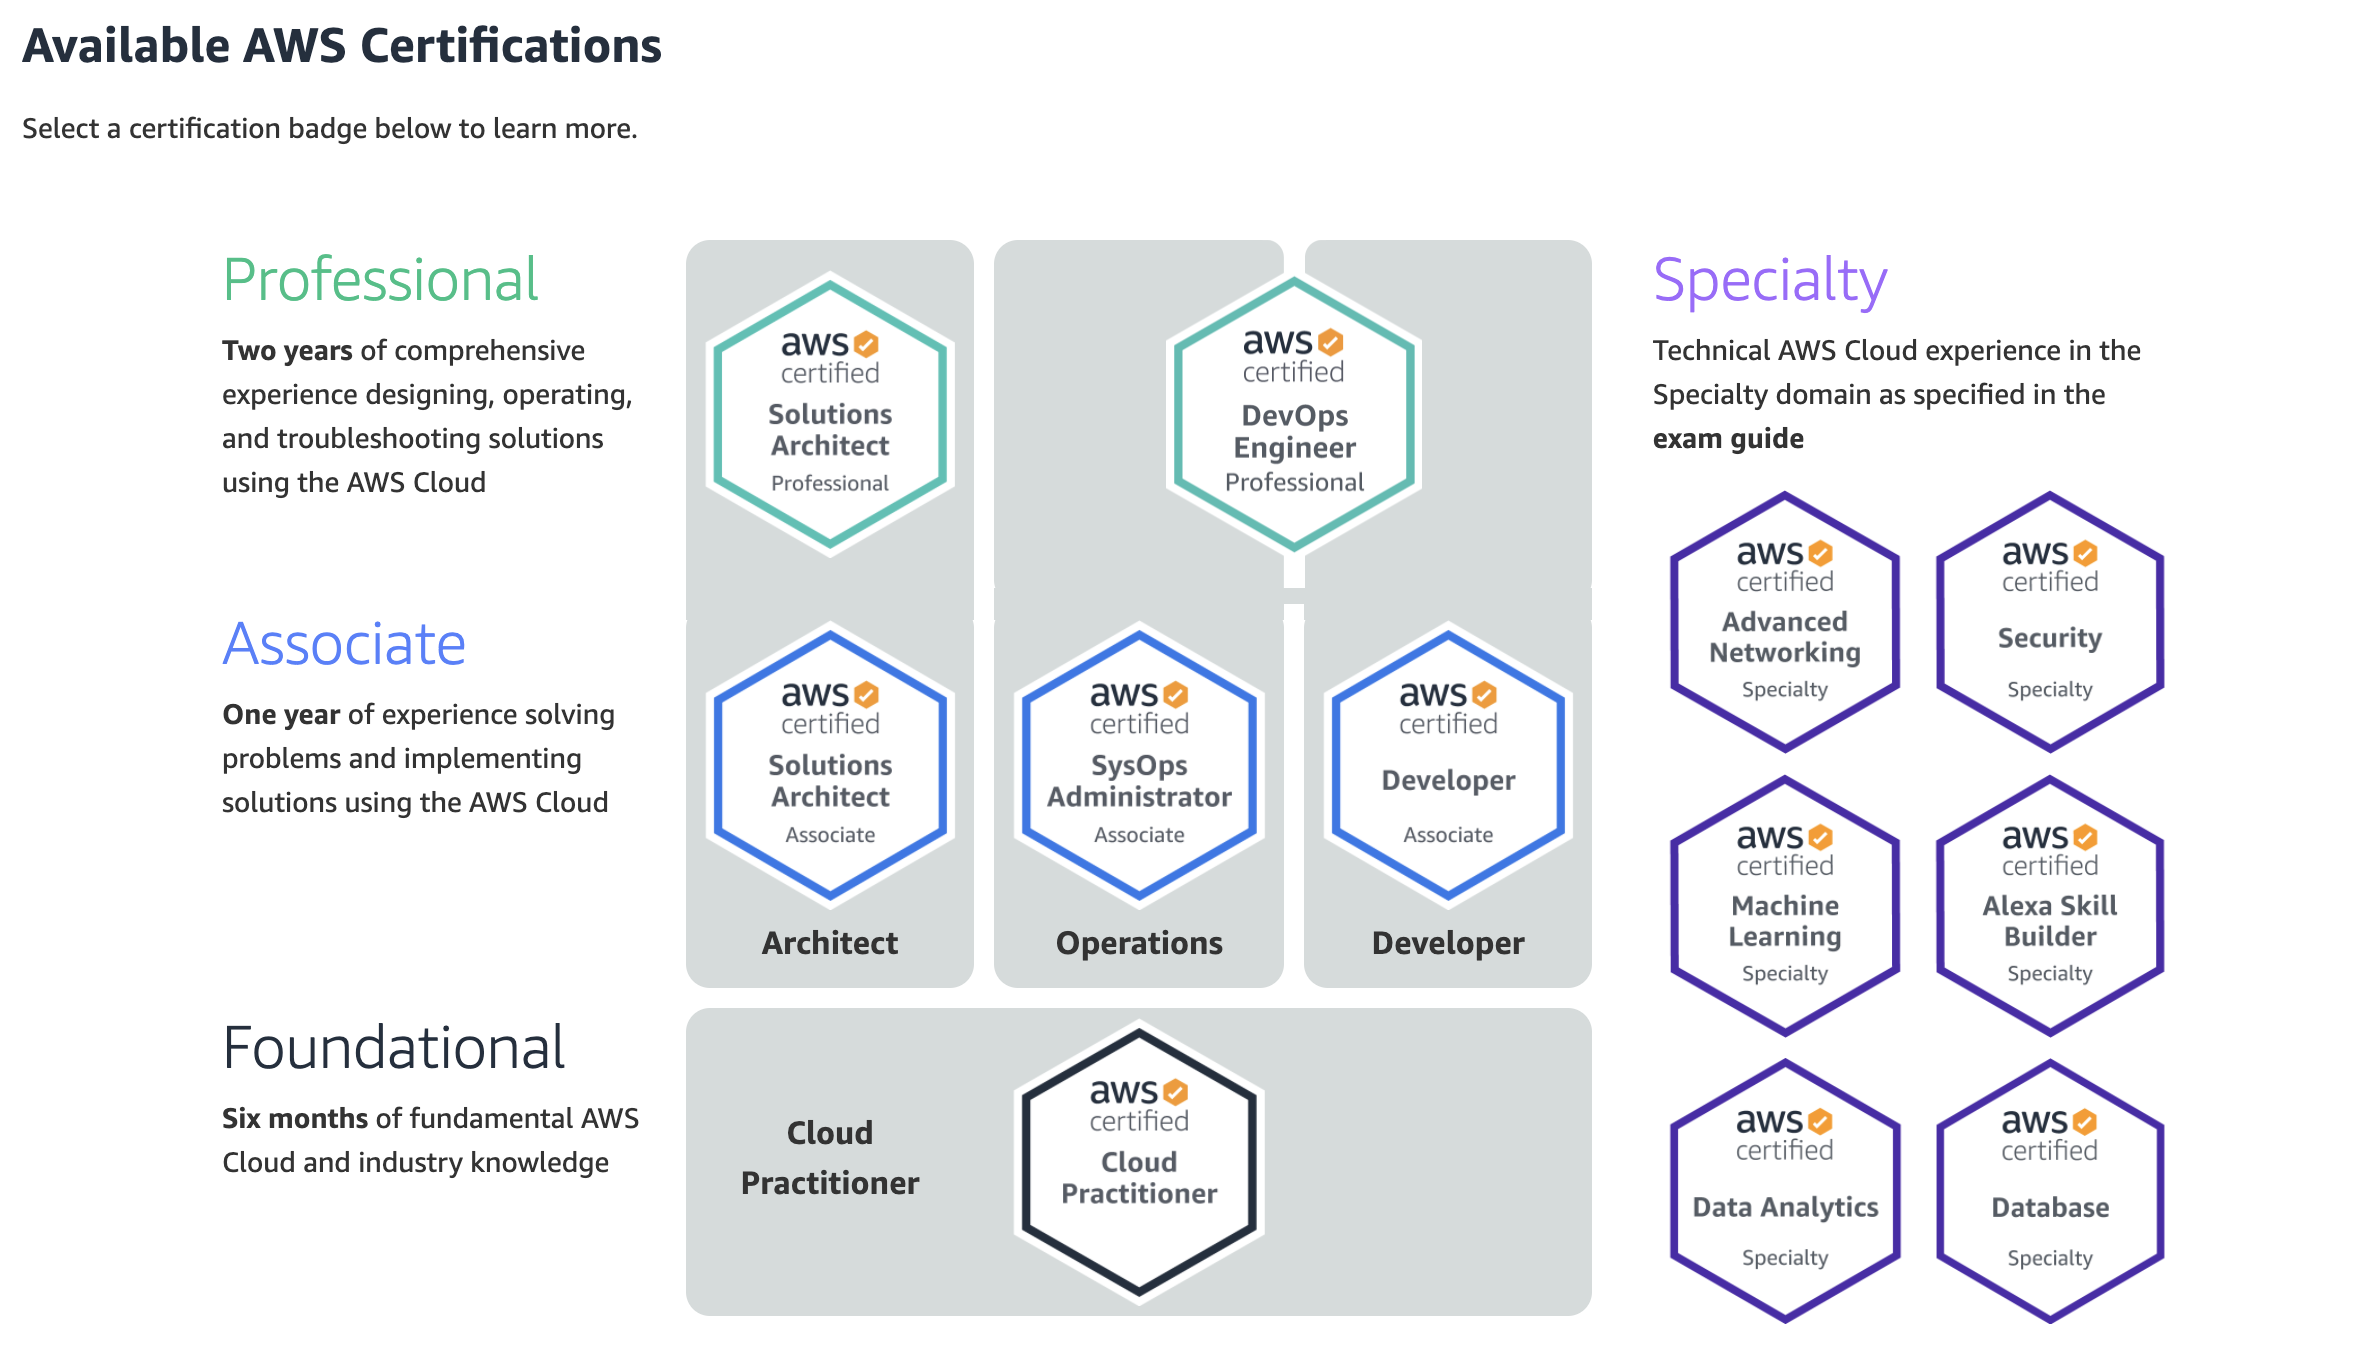 Available AWS Certifications
Select a certification badge below to learn more.
Professional
Two years of comprehensive
experience designing, operating,
and troubleshooting solutions
using the AWS Cloud
aws
certified
Solutions
Architect
Professional
aws
certified
DevOps
Engineer
Professional
Associate
One year of experience solving
problems and implementing
solutions using the AWS Cloud
aws
certified
Solutions
Architect
Associate
aws
certified
SysOps
Administrator
Associate
aws
certified
Developer
Associate
Architect
Operations
Developer
Foundational
Six months of fundamental AWS
Cloud and industry knowledge
Cloud
Practitioner
aws
certified
Cloud
Practitioner
Specialty
Technical AWS Cloud experience in the
Specialty domain as specified in the
exam guide
aws
certified
Advanced
Networking
Specialty
aws
certified
Security
Specialty
aws
certified
Machine
Learning
Specialty
aws
certified
Alexa Skill
Builder
Specialty
aws
certified
Data Analytics
Specialty
aws
certified
Database
Specialty